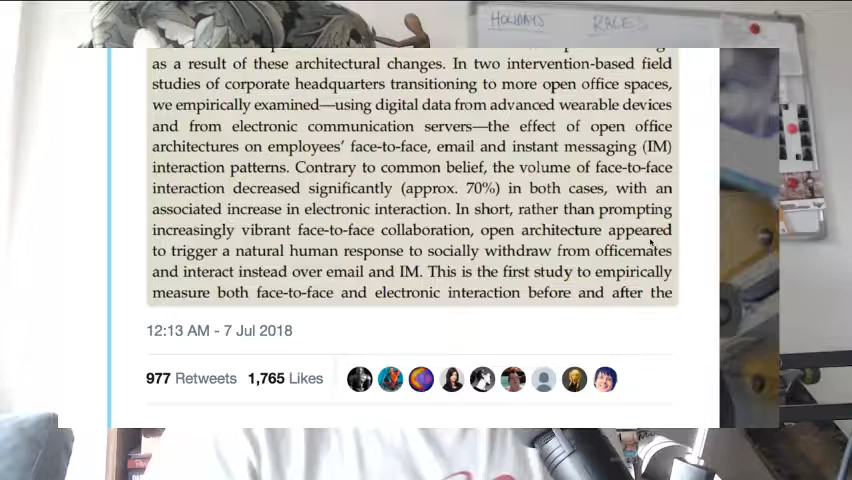 HOLIDAYS RACES
as a result of these architectural changes. In two intervention-based field
studies of corporate headquarters transitioning to more open office spaces,
we empirically examined—using digital data from advanced wearable devices
and from electronic communication servers—the effect of open office
architectures on employees' face-to-face, email and instant messaging (IM)
interaction patterns. Contrary to common belief, the volume of face-to-face
interaction decreased significantly (approx. 70%) in both cases, with an
associated increase in electronic interaction. In short, rather than prompting
increasingly vibrant face-to-face collaboration, open architecture appeared
to trigger a natural human response to socially withdraw from officemates
and interact instead over email and IM. This is the first study to empirically
measure both face-to-face and electronic interaction before and after the
12:13 AM - 7 Jul 2018
977 Retweets 1,765 Likes